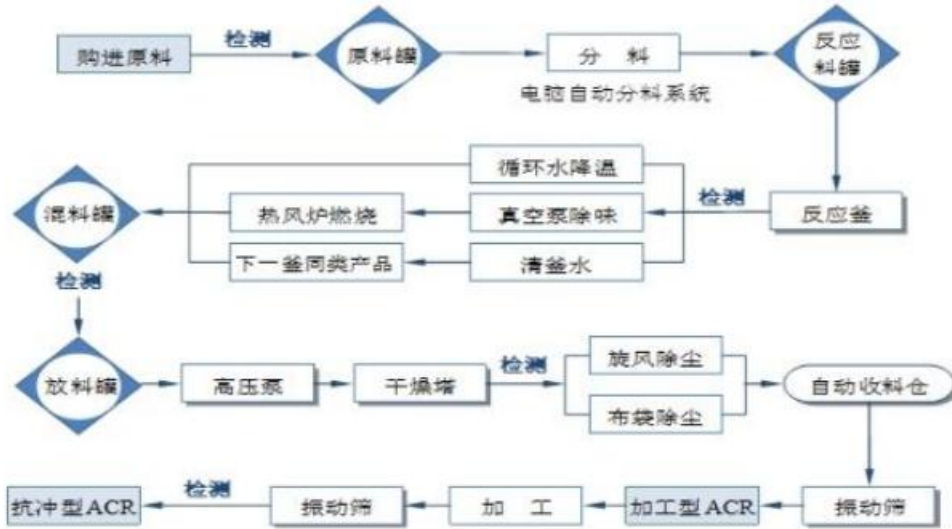 购进原料
检测
原料罐
分 料
电脑自动分料系统
反应
料罐
循环水降温
混料罐
热风炉燃烧
真空泵除味
检测
反应釜
下一釜同类产品
清釜水
检测
放料罐
高压泵
干燥塔
检测
旋风除尘
布袋除尘
自动收料仓
抗冲型ACR
检测
振动筛
加 工
加工型ACR
振动筛